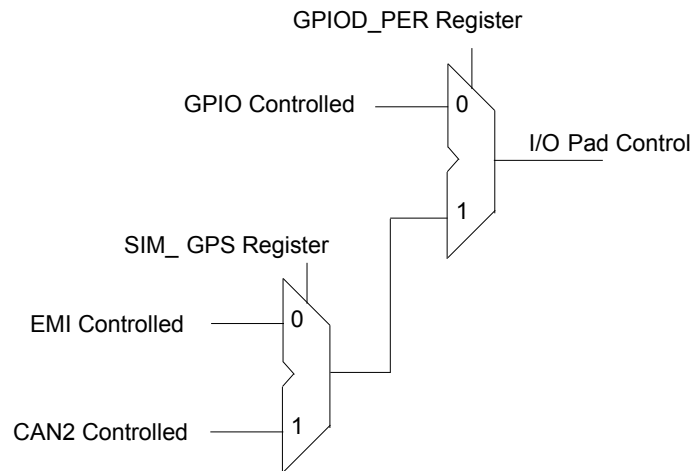 GPIOD_PER Register
GPIO Controlled
0
I/O Pad Control
1
SIM_ GPS Register
EMI Controlled
0
CAN2 Controlled
1